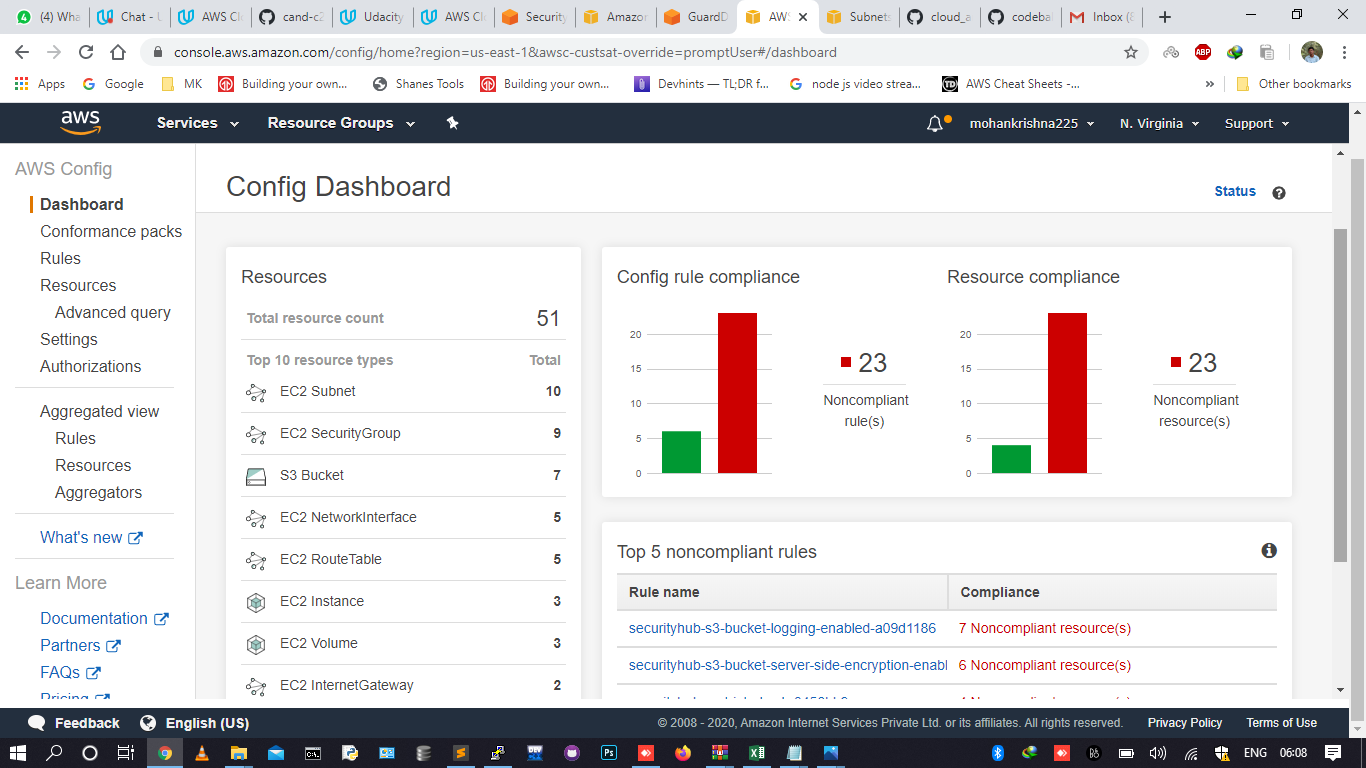 (4) Wha
Chat - U
AWS Cl
cand-c2
Udacity
AWS Cl
Security
Amazon
GuardD
AWS
Subnets
cloud_a
codebal
Inbox (8
console.aws.amazon.com/config/home?region=us-east-1&awsc-custsat-override=promptUser#/dashboard
ABP
Apps
Google
MK
Building your own...
Shanes Tools
Building your own...
Devhints — TL;DR f...
node js video strea...
AWS Cheat Sheets -...
»
Other bookmarks
aws
Services
Resource Groups
mohankrishna225
N. Virginia
Support
AWS Config
Dashboard
Conformance packs
Rules
Resources
Advanced query
Settings
Authorizations
Aggregated view
Rules
Resources
Aggregators
What's new
Learn More
Documentation
Partners
FAQs
Pricing
Config Dashboard
Status
Resources
Total resource count 51
Top 10 resource types Total
EC2 Subnet 10
EC2 SecurityGroup 9
S3 Bucket 7
EC2 NetworkInterface 5
EC2 RouteTable 5
EC2 Instance 3
EC2 Volume 3
EC2 InternetGateway 2
Config rule compliance
20
15
10
5
0
23
Noncompliant
rule(s)
Resource compliance
20
15
10
5
0
23
Noncompliant
resource(s)
Top 5 noncompliant rules
Rule name Compliance
securityhub-s3-bucket-logging-enabled-a09d1186 7 Noncompliant resource(s)
securityhub-s3-bucket-server-side-encryption-enabl 6 Noncompliant resource(s)
Feedback
English (US)
© 2008 - 2020, Amazon Internet Services Private Ltd. or its affiliates. All rights reserved.
Privacy Policy
Terms of Use
Ps
ENG
06:08